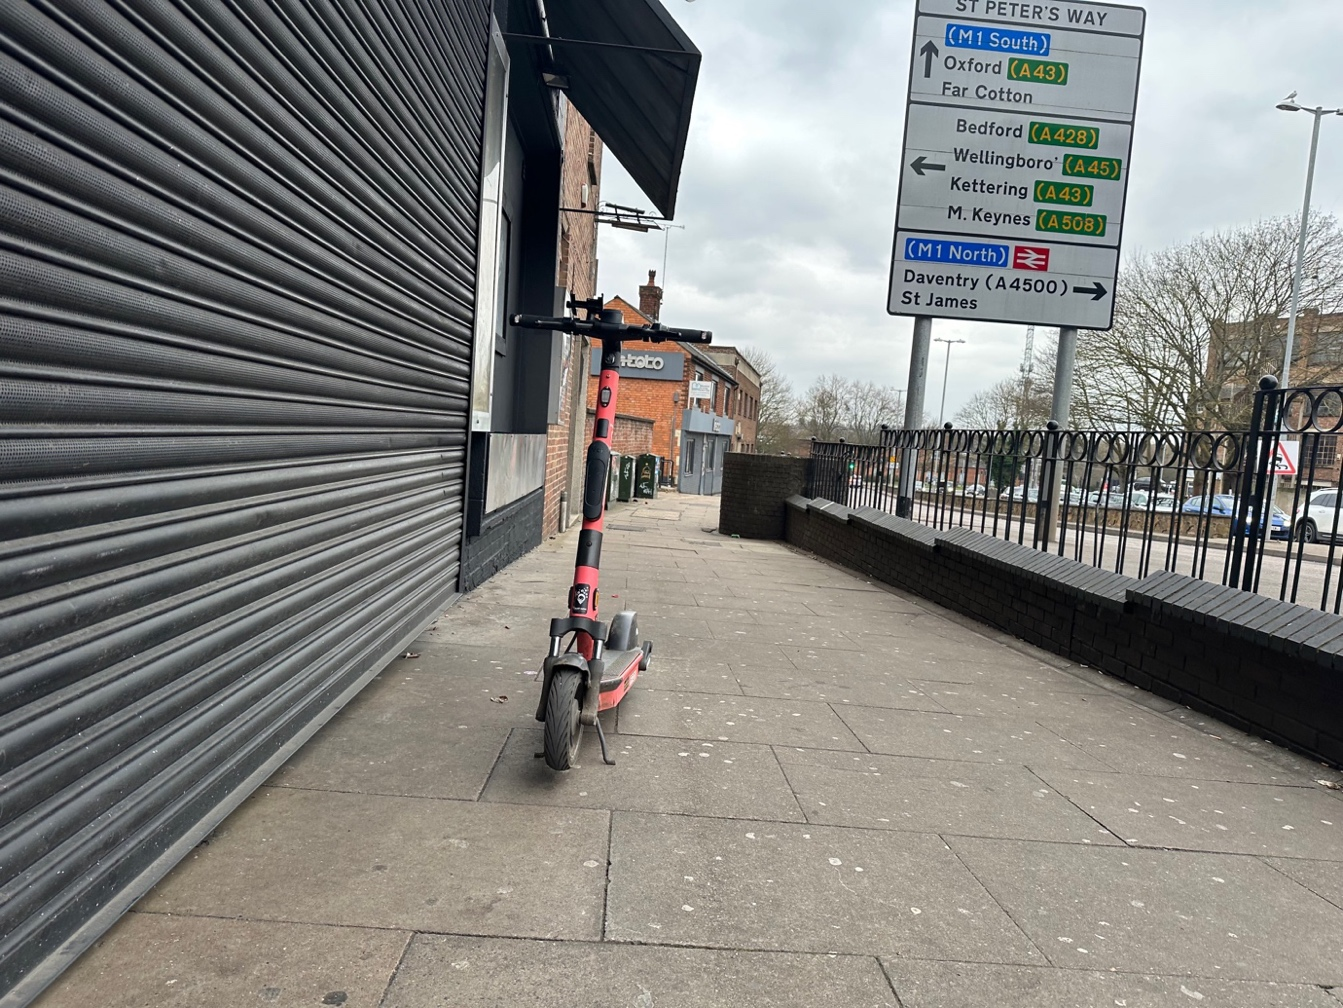 ST PETER'S WAY
(M1 South)
Oxford (A43)
Far Cotton
Bedford (A428)
Wellingboro' (A45)
Kettering (A43)
M. Keynes (A508)
(M1 North)
Daventry (A4500)
St James